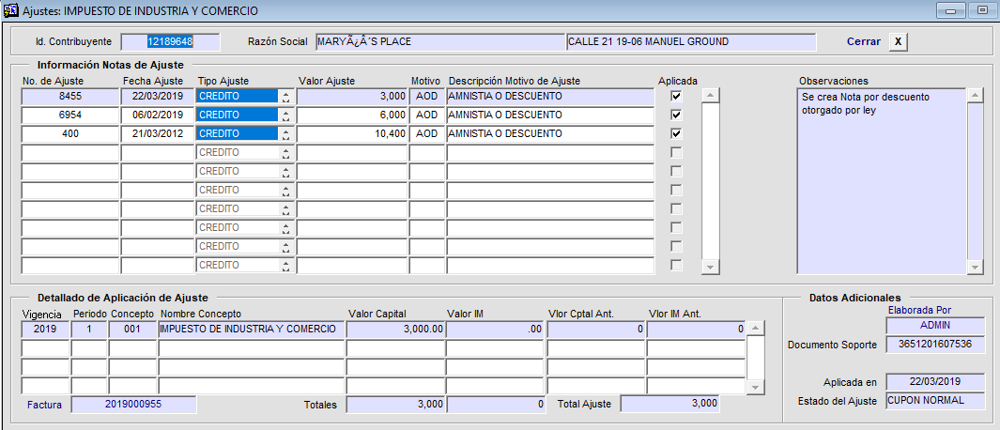 Ajustes: IMPUESTO DE INDUSTRIA Y COMERCIO
Id. Contribuyente 12189648 Razón Social MARYÃ¿Â´S PLACE CALLE 21 19-06 MANUEL GROUND Cerrar X
Información Notas de Ajuste
No. de Ajuste Fecha Ajuste Tipo Ajuste Valor Ajuste Motivo Descripción Motivo de Ajuste Aplicada Observaciones
8455 22/03/2019 CREDITO 3,000 AOD AMNISTIA O DESCUENTO Se crea Nota por descuento
6954 06/02/2019 CREDITO 6,000 AOD AMNISTIA O DESCUENTO otorgado por ley
400 21/03/2012 CREDITO 10,400 AOD AMNISTIA O DESCUENTO
CREDITO
CREDITO
CREDITO
CREDITO
CREDITO
CREDITO
CREDITO
Detallado de Aplicación de Ajuste Datos Adicionales
Vigencia Periodo Concepto Nombre Concepto Valor Capital Valor IM Vlor Cptal Ant. Vlor IM Ant. Elaborada Por
2019 1 001 IMPUESTO DE INDUSTRIA Y COMERCIO 3,000.00 .00 0 0 ADMIN
Documento Soporte 3651201607536
Aplicada en 22/03/2019
Factura 2019000955 Totales 3,000 0 Total Ajuste 3,000 Estado del Ajuste CUPON NORMAL